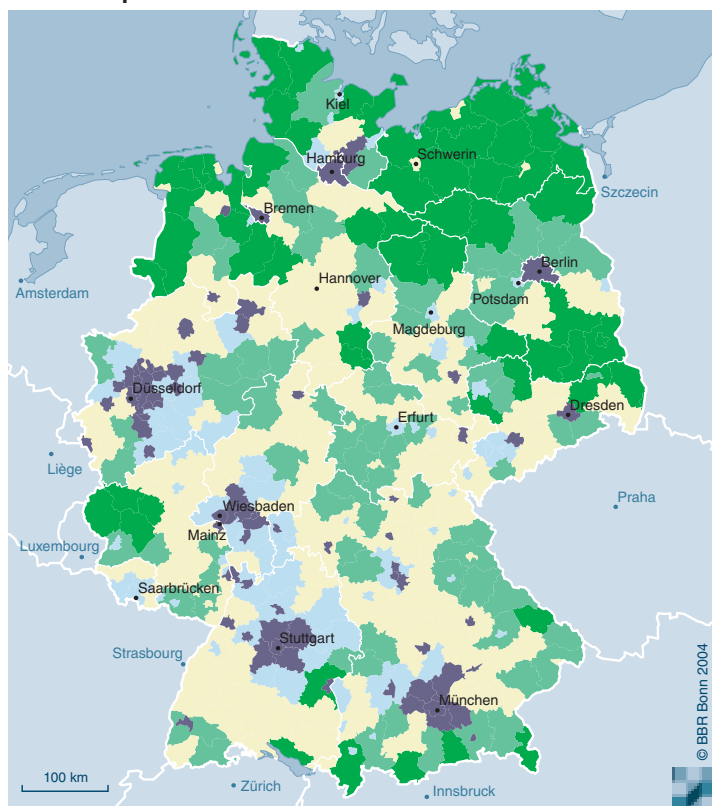 Kiel
Hamburg
Schwerin
Szczecin
Bremen
Berlin
Amsterdam
Hannover
Potsdam
Magdeburg
Düsseldorf
Dresden
Erfurt
Liège
Praha
Wiesbaden
Mainz
Luxembourg
Saarbrücken
Stuttgart
Strasbourg
München
© BBR Bonn 2004
100 km
Zürich
Innsbruck